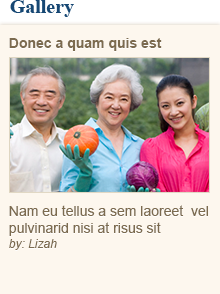 Gallery
Donec a quam quis est
Nam eu tellus a sem laoreet vel
pulvinarid nisi at risus sit
by: Lizah